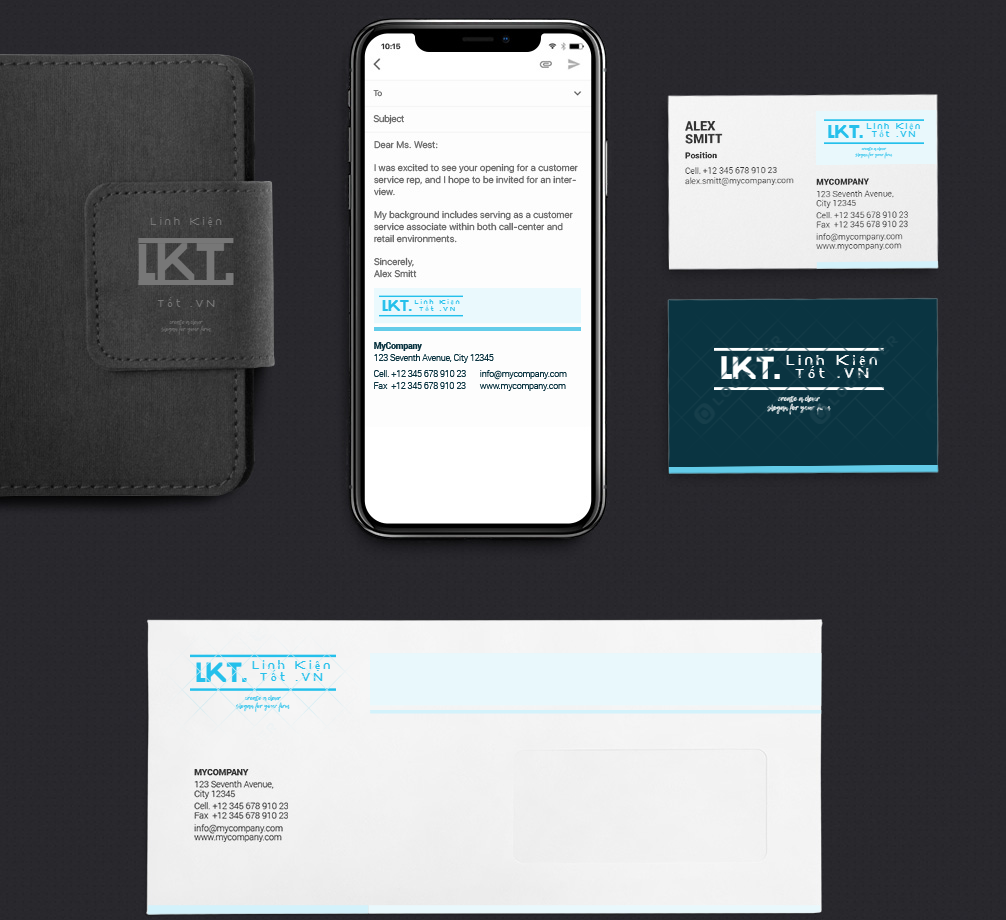 Linh Kiện
LKT.
Tốt .VN
create a clear
slogan for your firm
10:15
To
Subject
Dear Ms. West:
I was excited to see your opening for a customer
service rep, and I hope to be invited for an inter-
view.
My background includes serving as a customer
service associate within both call-center and
retail environments.
Sincerely,
Alex Smitt
LKT. Linh Kiện
Tốt .VN
MyCompany
123 Seventh Avenue, City 12345
Cell. +12 345 678 910 23 info@mycompany.com
Fax +12 345 678 910 23 www.mycompany.com
ALEX
SMITT
Position
Cell. +12 345 678 910 23
alex.smitt@mycompany.com
LKT. Linh Kiện
Tốt .VN
create a clear
slogan for your firm
MYCOMPANY
123 Seventh Avenue,
City 12345
Cell. +12 345 678 910 23
Fax +12 345 678 910 23
info@mycompany.com
www.mycompany.com
LKT. Linh Kiện
Tốt .VN
create a clear
slogan for your firm
LKT. Linh Kiện
Tốt .VN
create a clear
slogan for your firm
MYCOMPANY
123 Seventh Avenue,
City 12345
Cell. +12 345 678 910 23
Fax +12 345 678 910 23
info@mycompany.com
www.mycompany.com